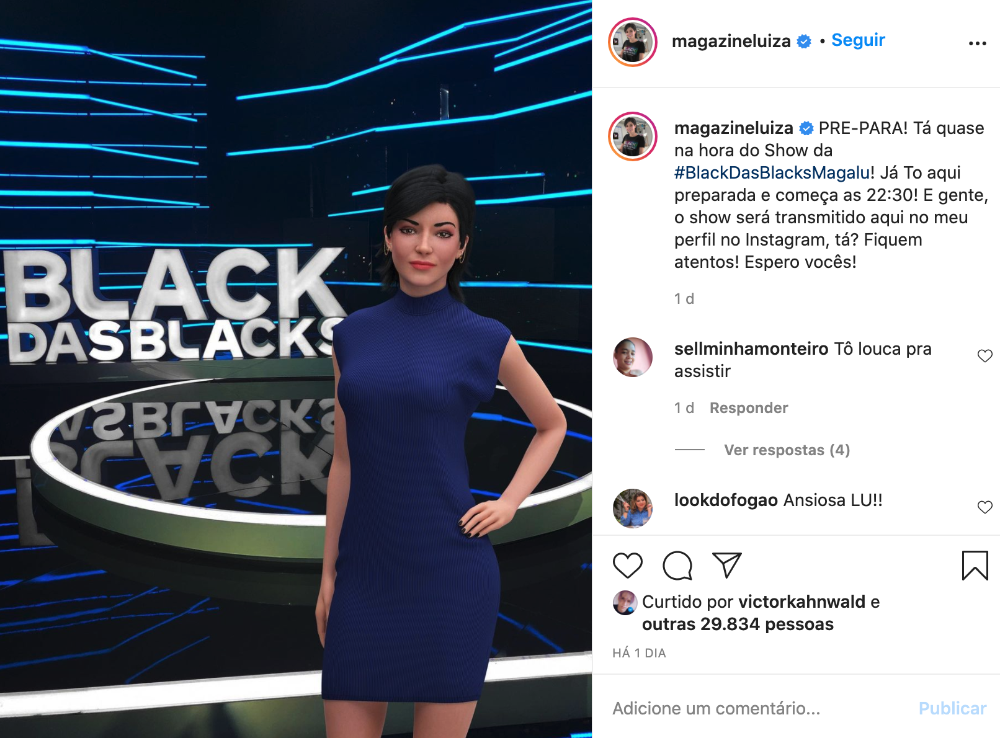 BLACK
DAS BLACKS
magazineluiza • Seguir
magazineluiza PRE-PARA! Tá quase
na hora do Show da
#BlackDasBlacksMagalu! Já To aqui
preparada e começa as 22:30! E gente,
o show será transmitido aqui no meu
perfil no Instagram, tá? Fiquem
atentos! Espero vocês!
1 d
sellminhamonteiro Tô louca pra
assistir
1 d Responder
Ver respostas (4)
lookdofogao Ansiosa LU!!
Curtido por victorkahnwald e
outras 29.834 pessoas
HÁ 1 DIA
Adicione um comentário... Publicar